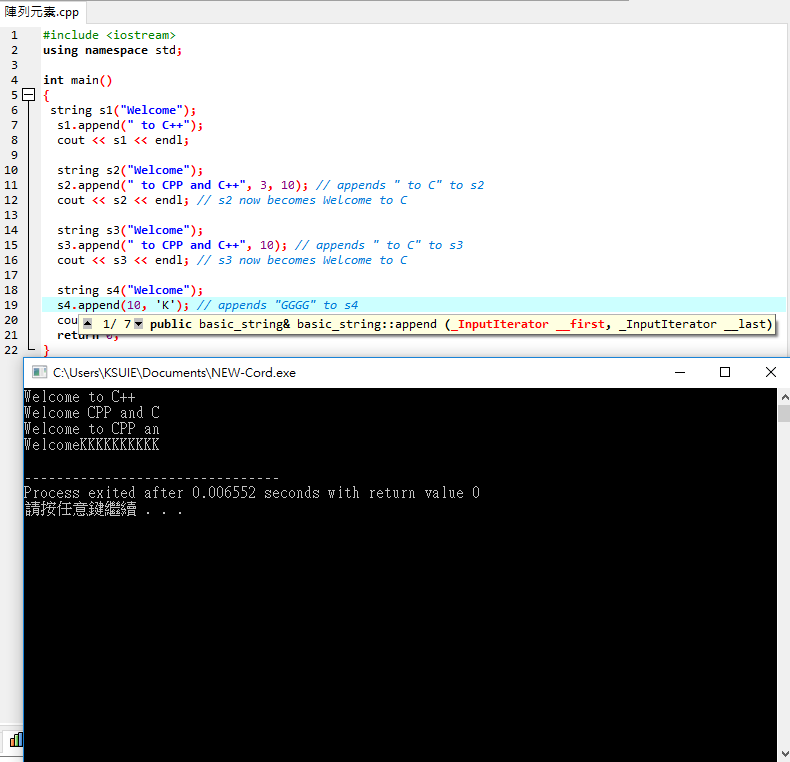 陣列元素.cpp
1 #include <iostream>
2 using namespace std;
3
4 int main()
5 {
6 string s1("Welcome");
7 s1.append(" to C++");
8 cout << s1 << endl;
9
10 string s2("Welcome");
11 s2.append(" to CPP and C++", 3, 10); // appends " to C" to s2
12 cout << s2 << endl; // s2 now becomes Welcome to C
13
14 string s3("Welcome");
15 s3.append(" to CPP and C++", 10); // appends " to C" to s3
16 cout << s3 << endl; // s3 now becomes Welcome to C
17
18 string s4("Welcome");
19 s4.append(10, 'K'); // appends "GGGG" to s4
20 cou 1/ 7 public basic_string& basic_string::append (_InputIterator __first, _InputIterator __last)
21 return 0;
22 }
C:\Users\KSUIE\Documents\NEW-Cord.exe
Welcome to C++
Welcome CPP and C
Welcome to CPP an
WelcomeKKKKKKKKKK
--------------------------------
Process exited after 0.006552 seconds with return value 0
請按任意鍵繼續 . . .